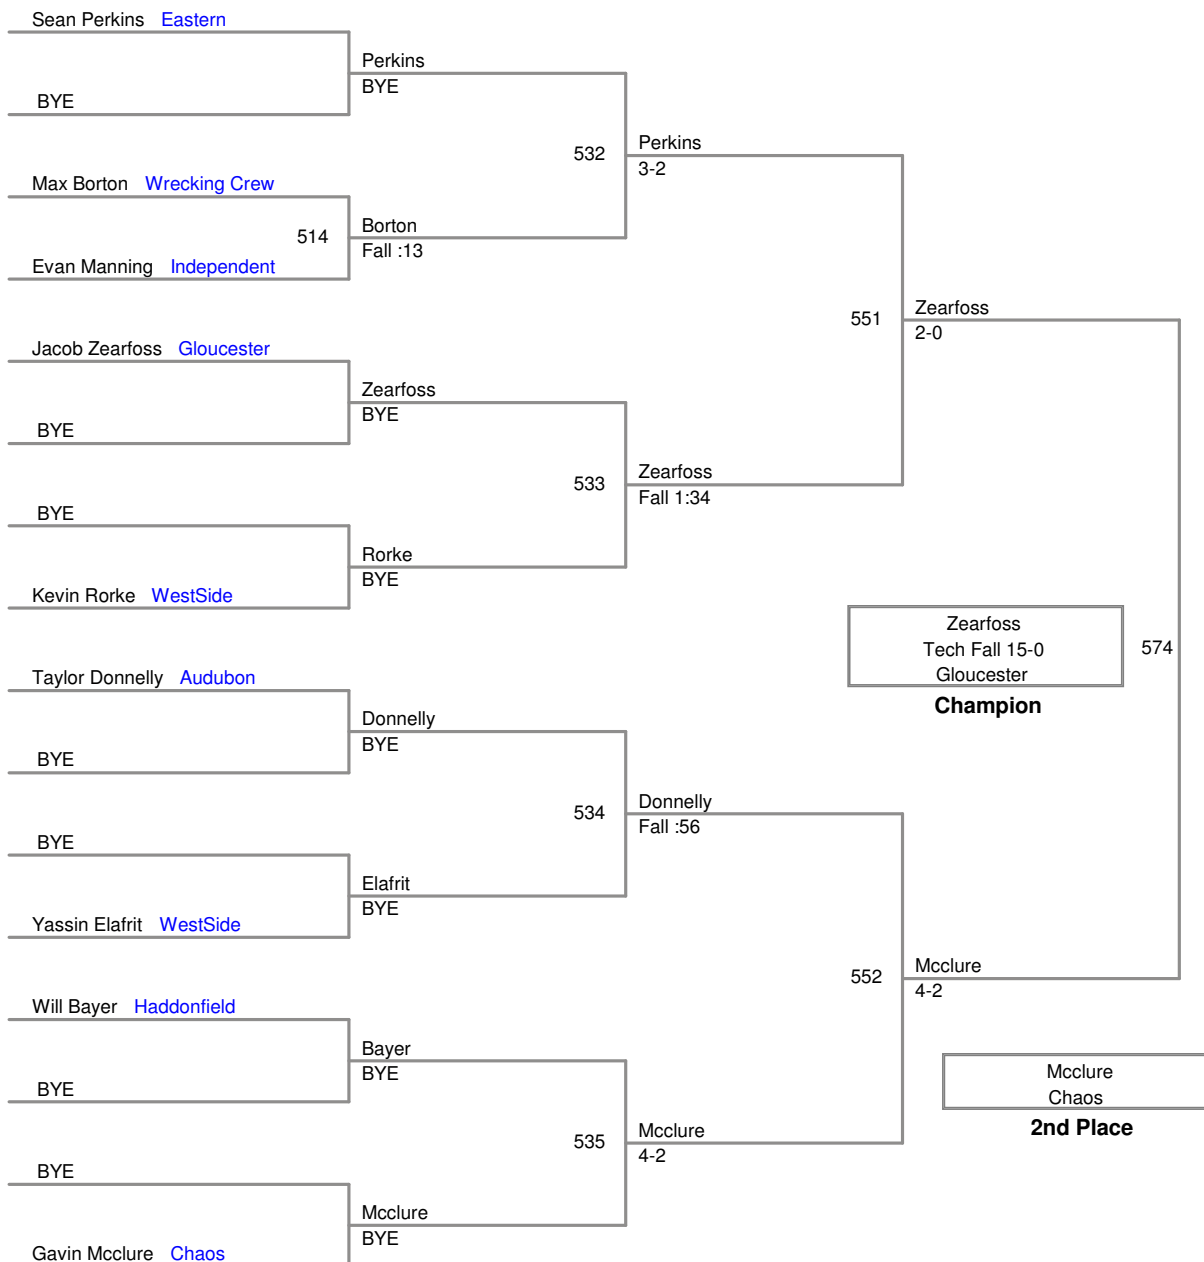 Sean Perkins Eastern
Perkins
BYE
BYE
532
Perkins
3-2
Max Borton Wrecking Crew
514
Borton
Fall :13
Evan Manning Independent
551
Zearfoss
2-0
Jacob Zearfoss Gloucester
Zearfoss
BYE
BYE
533
Zearfoss
Fall 1:34
BYE
Rorke
BYE
Kevin Rorke WestSide
Zearfoss
Tech Fall 15-0
Gloucester
Champion
574
Taylor Donnelly Audubon
Donnelly
BYE
BYE
534
Donnelly
Fall :56
BYE
Elafrit
BYE
Yassin Elafrit WestSide
552
Mcclure
4-2
Will Bayer Haddonfield
Bayer
BYE
BYE
Mcclure
Chaos
2nd Place
535
Mcclure
4-2
BYE
Mcclure
BYE
Gavin Mcclure Chaos